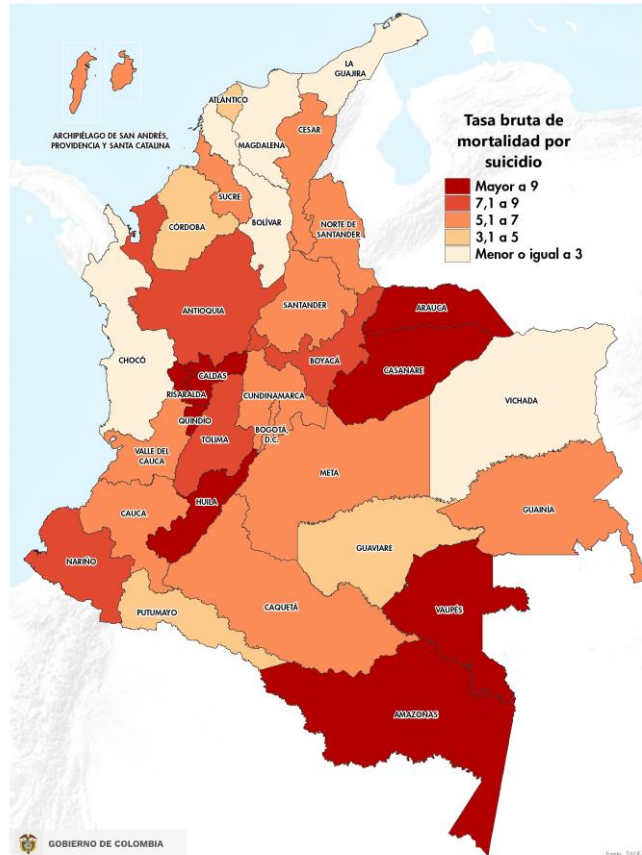 LA
GUAJIRA
ATLÁNTICO
ARCHIPIÉLAGO DE SAN ANDRÉS,
PROVIDENCIA Y SANTA CATALINA
MAGDALENA
CESAR
Tasa bruta de
mortalidad por
suicidio
Mayor a 9
7,1 a 9
5,1 a 7
3,1 a 5
Menor o igual a 3
SUCRE
CÓRDOBA
BOLÍVAR
NORTE DE
SANTANDER
ANTIOQUIA
SANTANDER
ARAUCA
CHOCÓ
BOYACÁ
CASANARE
CALDAS
RISARALDA
CUNDINAMARCA
VICHADA
QUINDÍO
TOLIMA
BOGOTÁ,
D.C.
VALLE DEL
CAUCA
META
HUILA
CAUCA
GUAINÍA
GUAVIARE
NARIÑO
VAUPÉS
PUTUMAYO
CAQUETÁ
AMAZONAS
GOBIERNO DE COLOMBIA